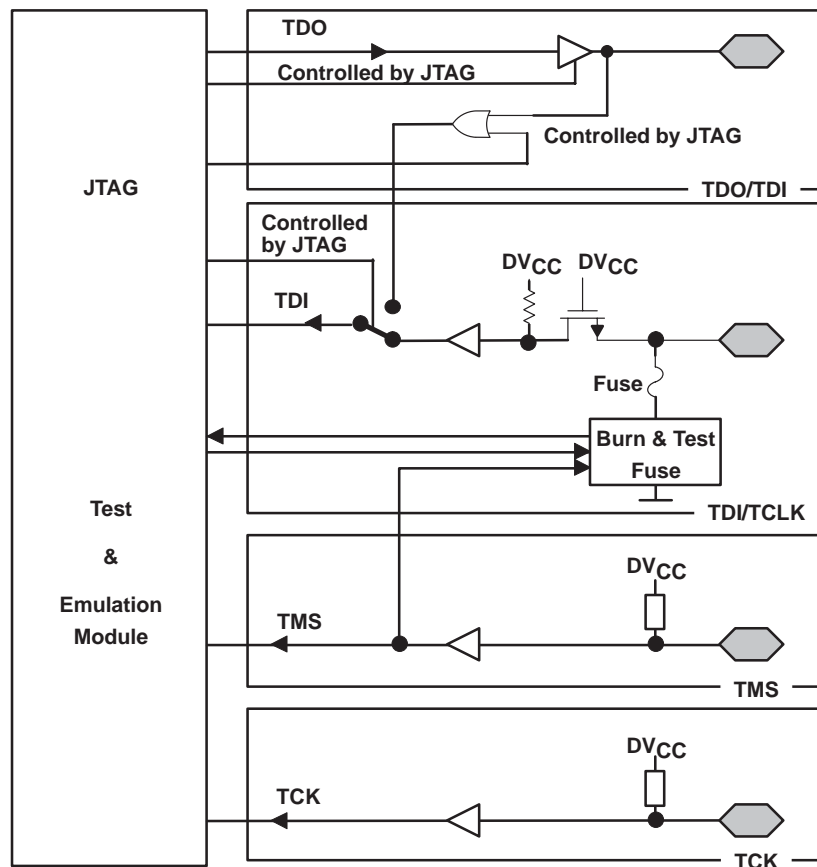 TDO
Controlled by JTAG
Controlled by JTAG
JTAG
TDO/TDI
Controlled
by JTAG
DVCC
DVCC
TDI
Fuse
Burn & Test
Fuse
TDI/TCLK
Test
&
Emulation
Module
DVCC
TMS
TMS
DVCC
TCK
TCK